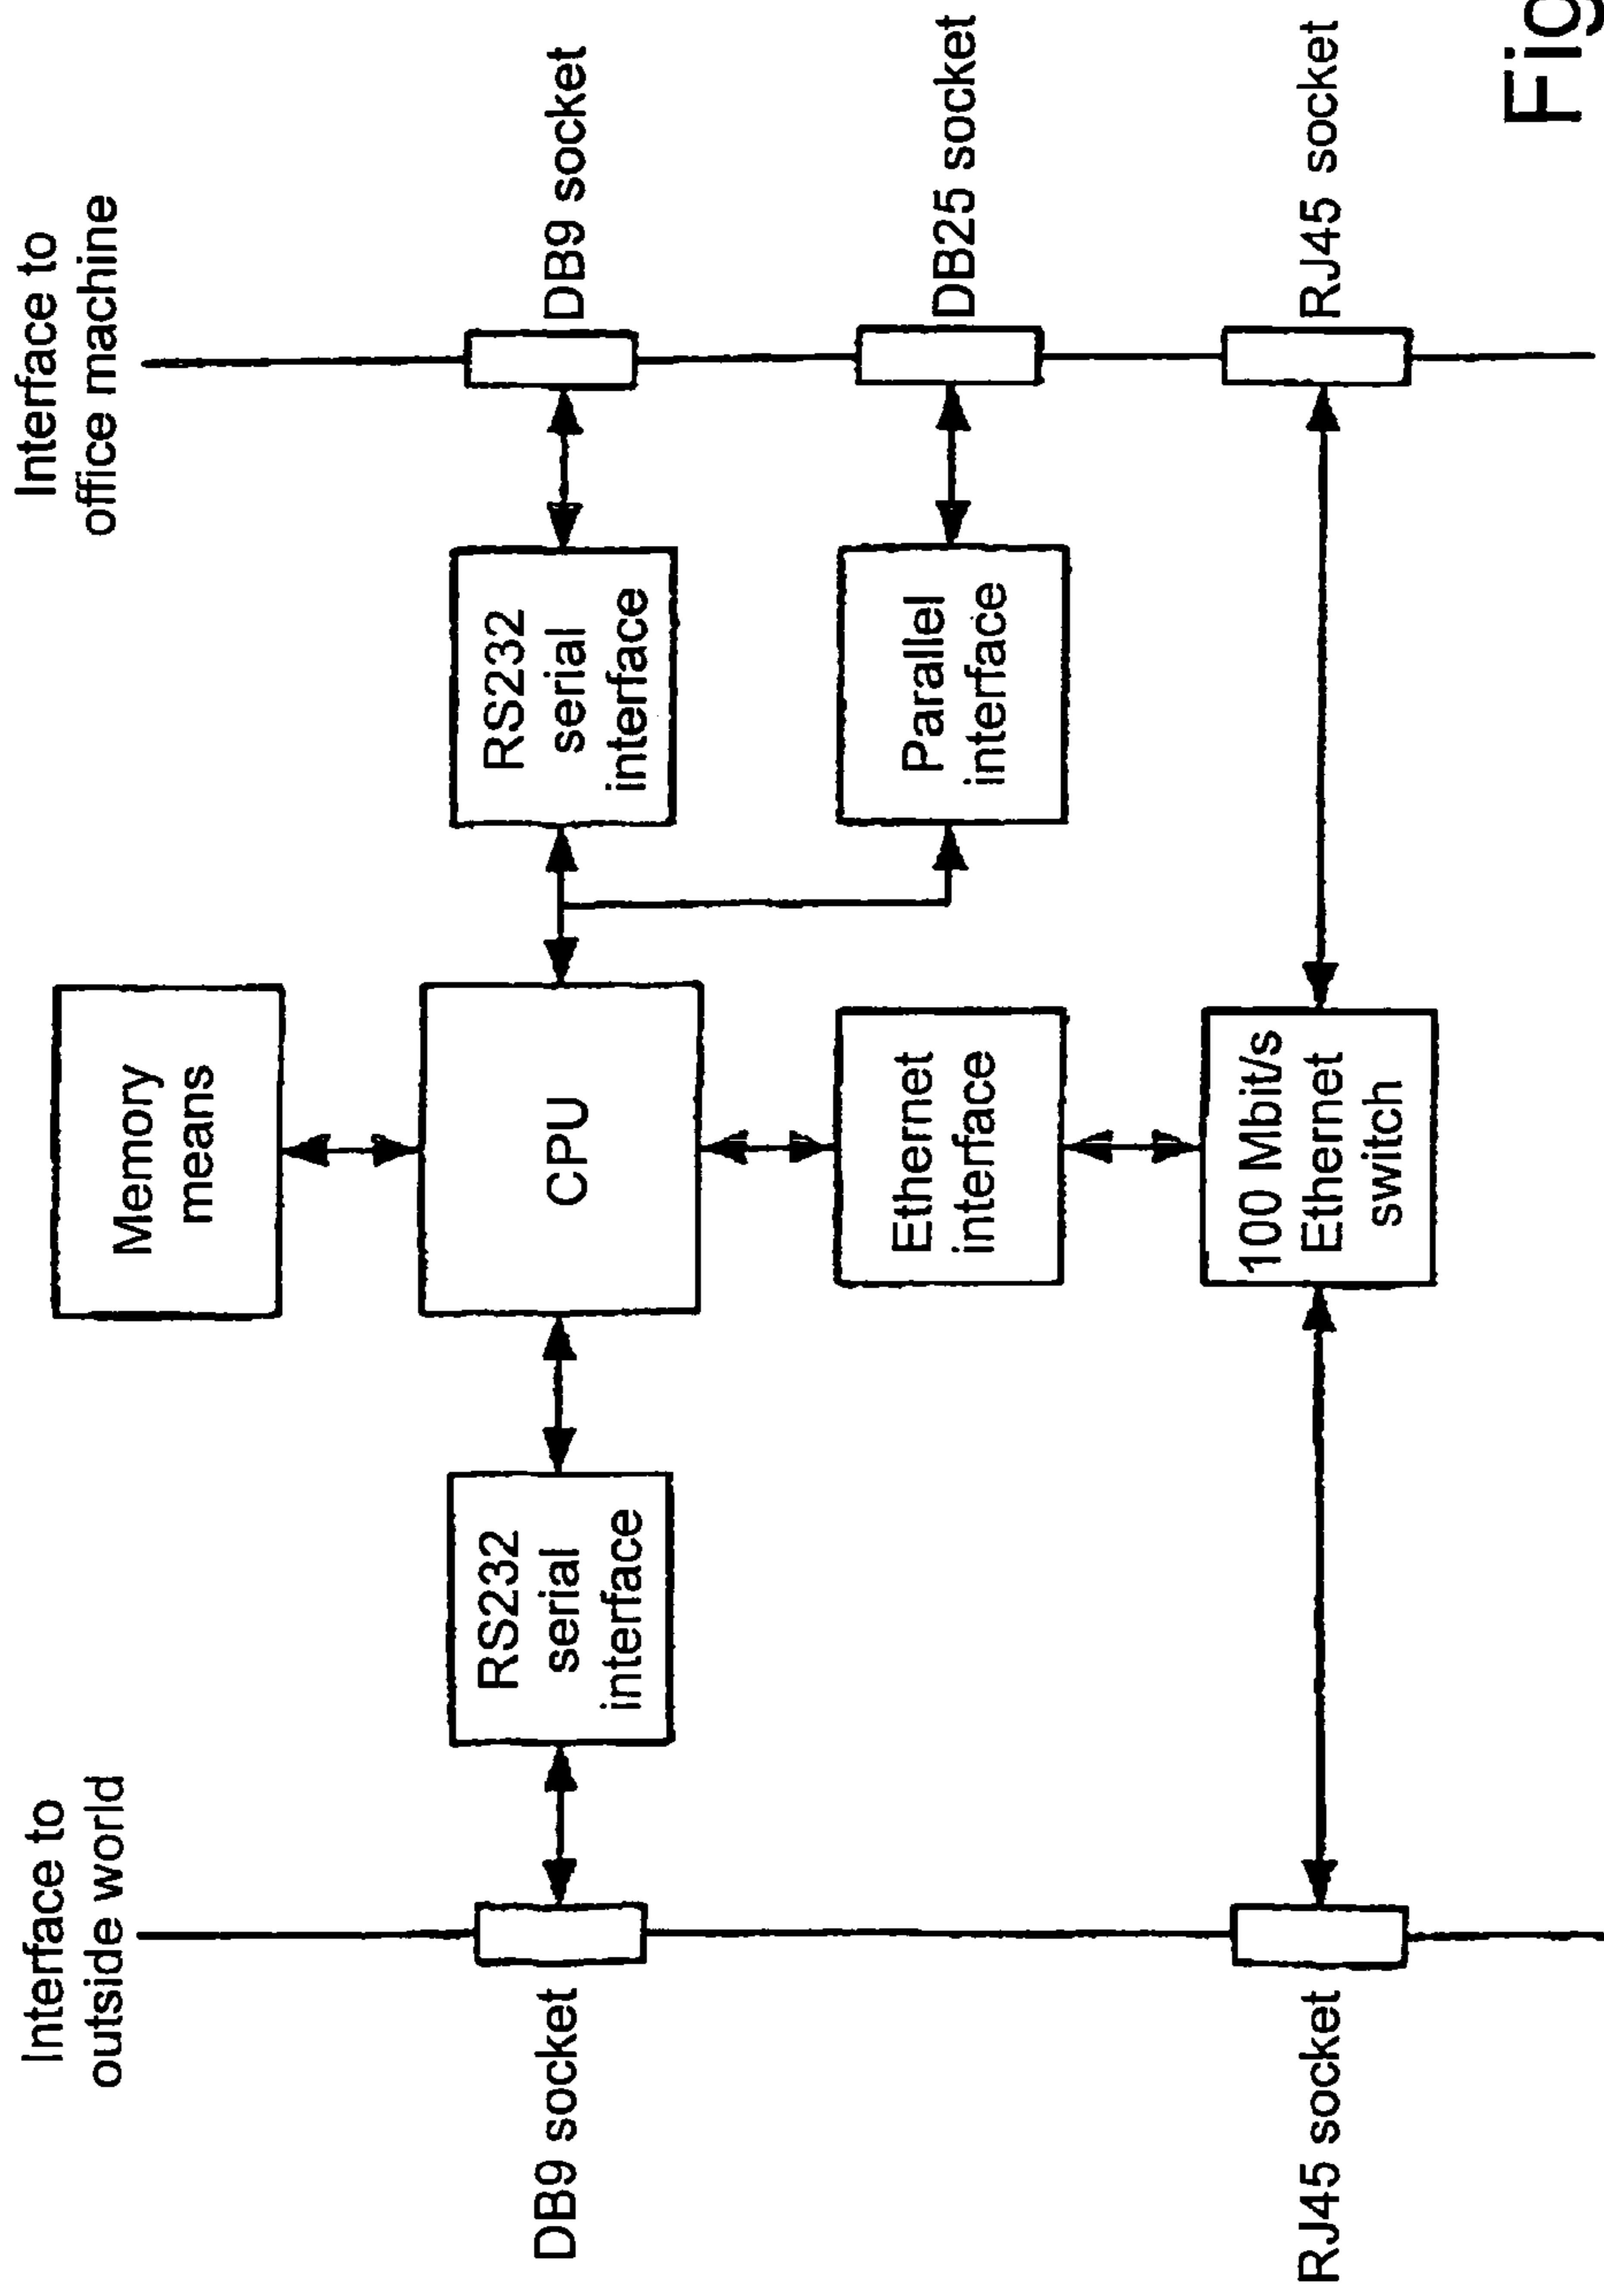 Interface to
outside world
Interface to
office machine
Memory
means
DB9 socket
RS232
serial
interface
CPU
RS232
serial
interface
DB9 socket
Ethernet
interface
Parallel
interface
DB25 socket
RJ45 socket
100 Mbit/s
Ethernet
switch
RJ45 socket
Fig